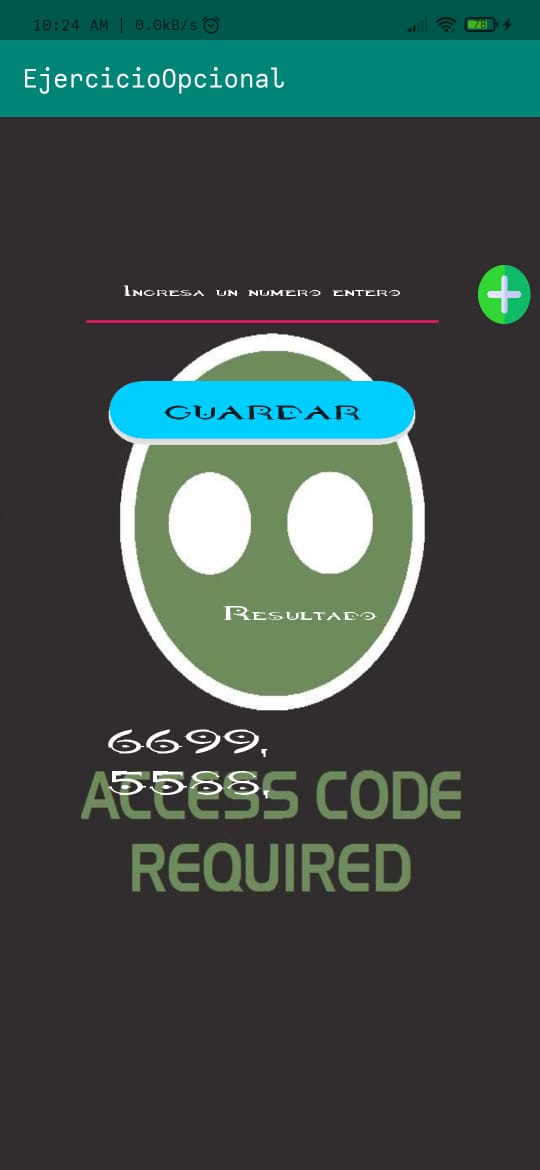 10:24 AM | 0.0kB/s
78
EjercicioOpcional
Ingresa un numero entero
GUARDAR
Resultado
6699,
5588,
ACCESS CODE
REQUIRED